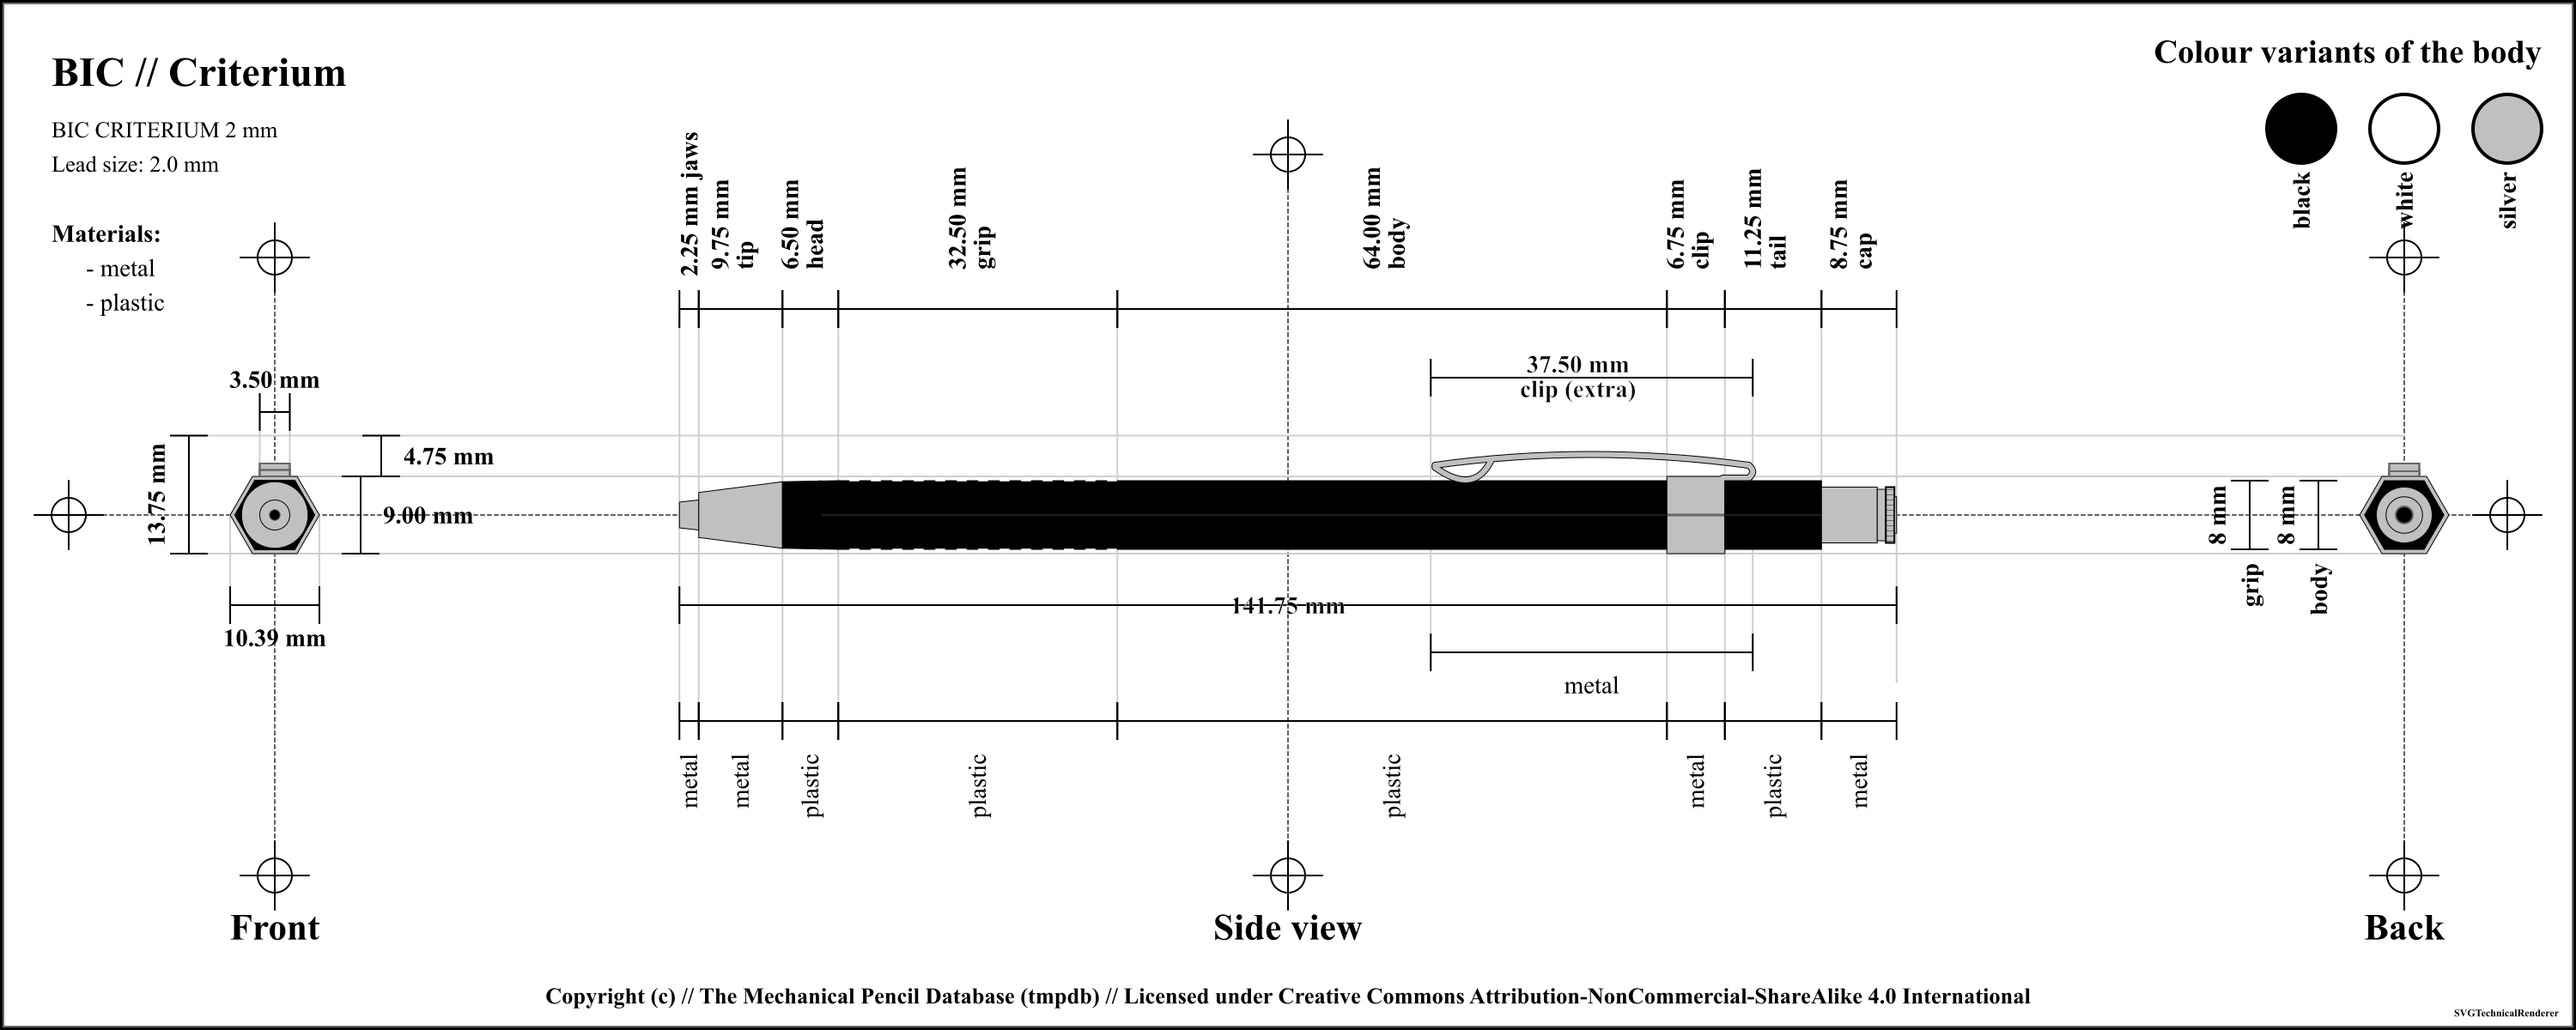 BIC // Criterium
Colour variants of the body
BIC CRITERIUM 2 mm
Lead size: 2.0 mm
Materials:
- metal
- plastic
black
white
silver
2.25 mm jaws
9.75 mm
tip
6.50 mm
head
32.50 mm
grip
64.00 mm
body
6.75 mm
clip
11.25 mm
tail
8.75 mm
cap
37.50 mm
clip (extra)
3.50 mm
13.75 mm
4.75 mm
9.00 mm
10.39 mm
8 mm
grip
8 mm
body
141.75 mm
metal
metal
metal
plastic
plastic
plastic
metal
plastic
metal
Front
Side view
Back
Copyright (c) // The Mechanical Pencil Database (tmpdb) // Licensed under Creative Commons Attribution-NonCommercial-ShareAlike 4.0 International
SVGTechnicalRenderer